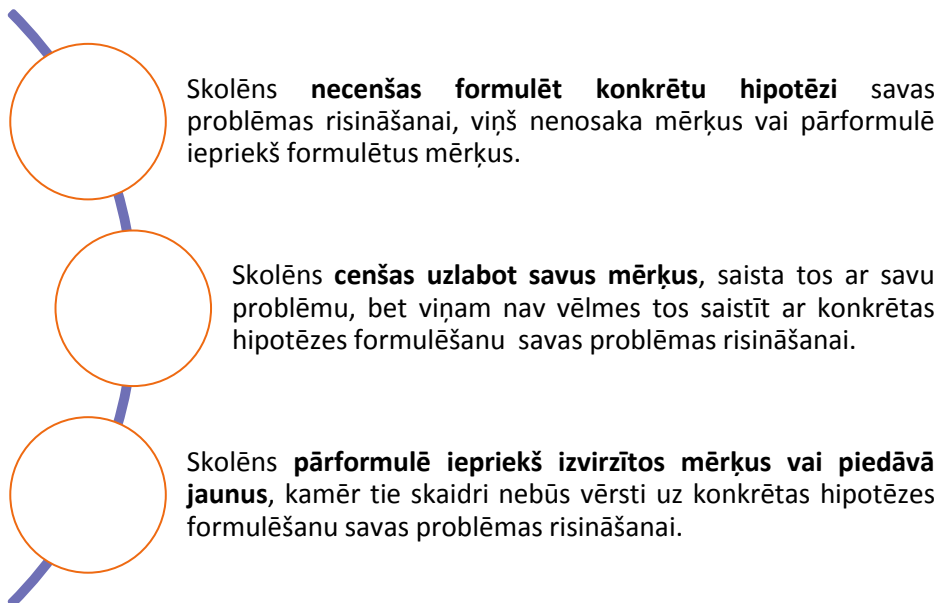 Skolēns necenšas formulēt konkrētu hipotēzi savas
problēmas risināšanai, viņš nenosaka mērķus vai pārformulē
iepriekš formulētus mērķus.
Skolēns cenšas uzlabot savus mērķus, saista tos ar savu
problēmu, bet viņam nav vēlmes tos saistīt ar konkrētas
hipotēzes formulēšanu savas problēmas risināšanai.
Skolēns pārformulē iepriekš izvirzītos mērķus vai piedāvā
jaunus, kamēr tie skaidri nebūs vērsti uz konkrētas hipotēzes
formulēšanu savas problēmas risināšanai.